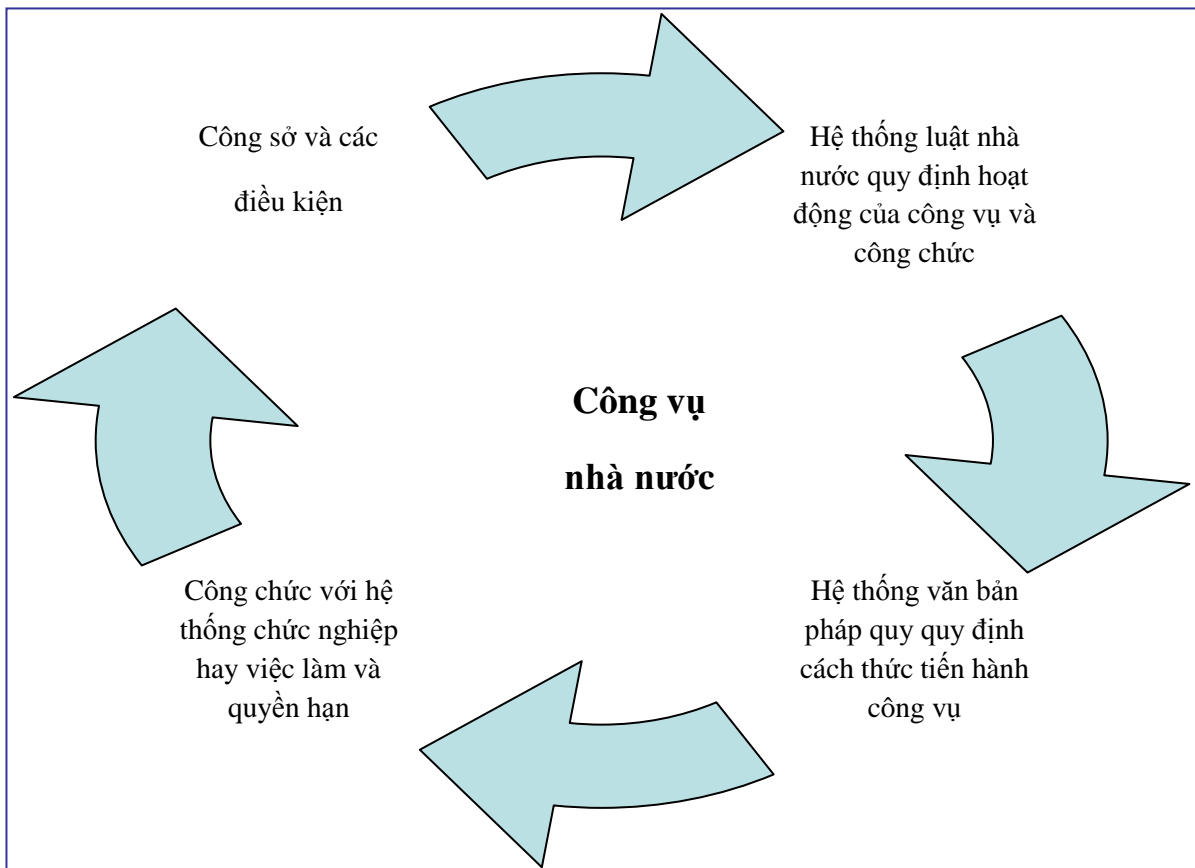 Công sở và các
điều kiện
Hệ thống luật nhà
nước quy định hoạt
động của công vụ và
công chức
Công vụ
nhà nước
Công chức với hệ
thống chức nghiệp
hay việc làm và
quyền hạn
Hệ thống văn bản
pháp quy quy định
cách thức tiến hành
công vụ